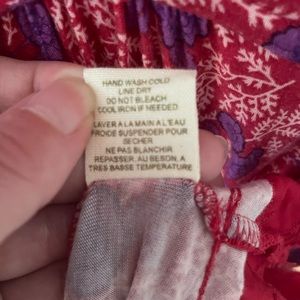 HAND WASH COLD
LINE DRY
DO NOT BLEACH
COOL IRON IF NEEDED
LAVER A LA MAIN A L'EAU
FROIDE SUSPENDER POUR
SECHER
NE PAS BLANCHIR
REPASSER, AU BESON, A
TRES BASSE TEMPERATURE